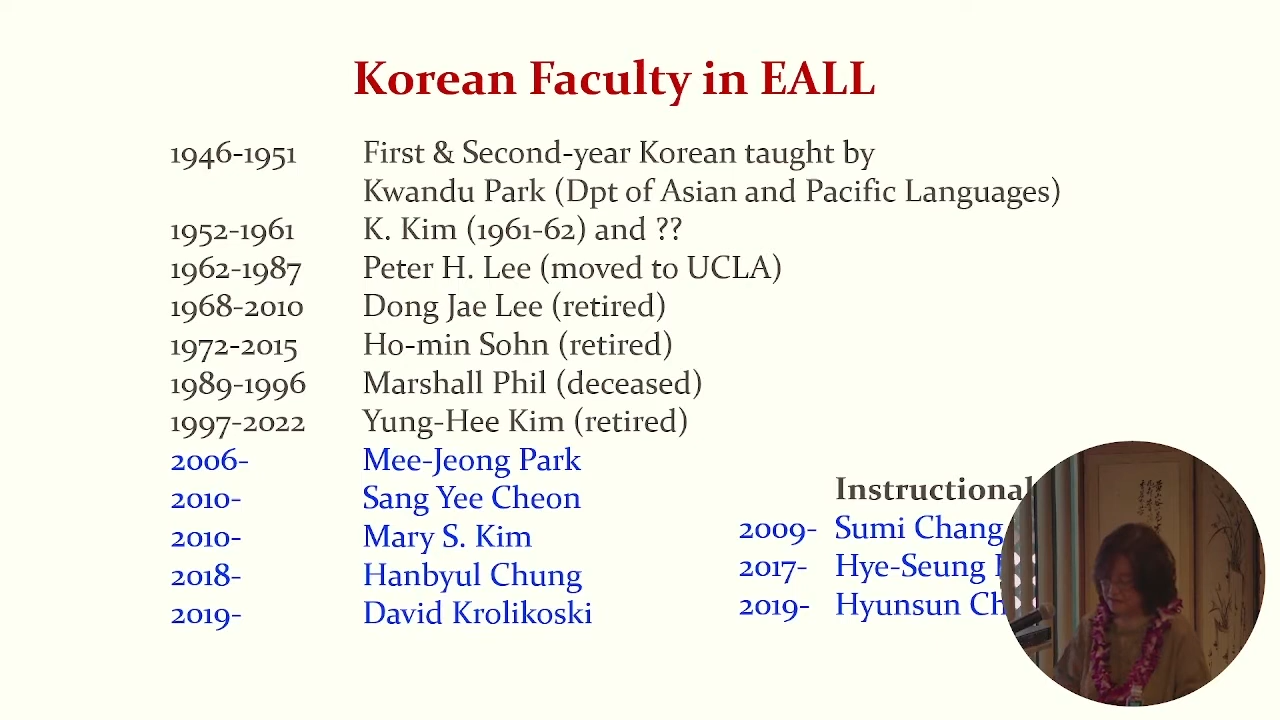 Korean Faculty in EALL
1946-1951 First & Second-year Korean taught by
Kwandu Park (Dpt of Asian and Pacific Languages)
1952-1961 K. Kim (1961-62) and ??
1962-1987 Peter H. Lee (moved to UCLA)
1968-2010 Dong Jae Lee (retired)
1972-2015 Ho-min Sohn (retired)
1989-1996 Marshall Phil (deceased)
1997-2022 Yung-Hee Kim (retired)
2006- Mee-Jeong Park
2010- Sang Yee Cheon
2010- Mary S. Kim
2018- Hanbyul Chung
2019- David Krolikoski
Instructional
2009- Sumi Chang
2017- Hye-Seung
2019- Hyunsun